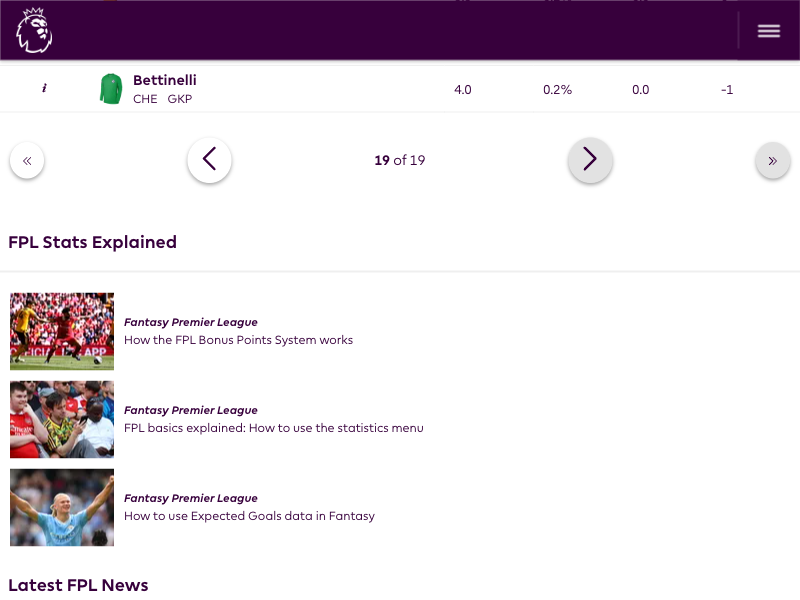 i Bettinelli 4.0 0.2% 0.0 -1
CHE GKP
« 19 of 19 »
FPL Stats Explained
Fantasy Premier League
How the FPL Bonus Points System works
Fantasy Premier League
FPL basics explained: How to use the statistics menu
Fantasy Premier League
How to use Expected Goals data in Fantasy
Latest FPL News